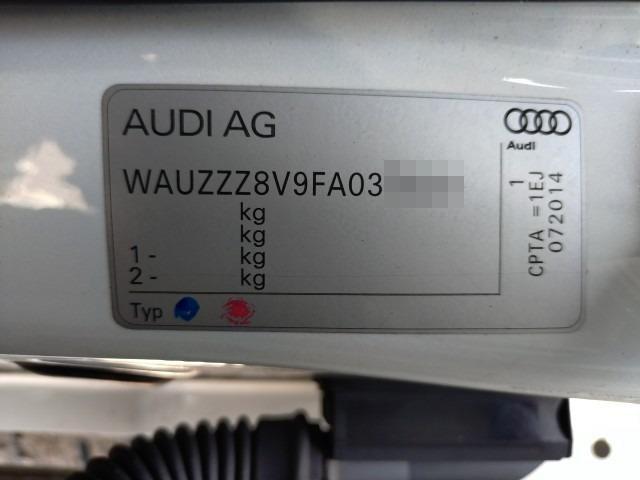 AUDI AG
Audi
WAUZZZ8V9FA03
kg
kg
1 - kg
2 - kg
Typ
1
CPTA =1EJ
072014